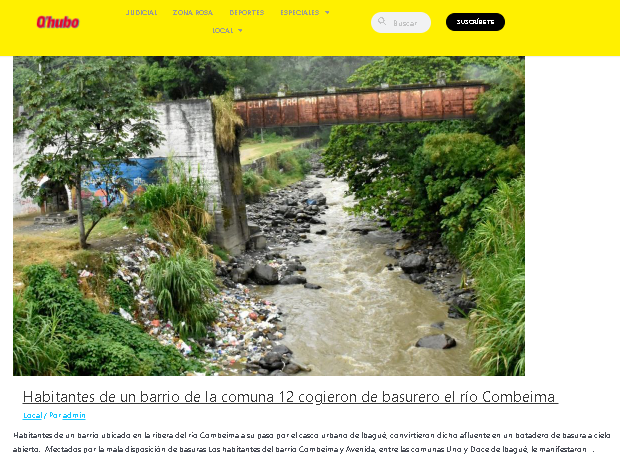 Q'hubo
JUDICIAL ZONA ROSA DEPORTES ESPECIALES
LOCAL
Buscar
SUSCRÍBETE
Habitantes de un barrio de la comuna 12 cogieron de basurero el río Combeima
Local / Por admin
Habitantes de un barrio ubicado en la ribera del río Combeima a su paso por el casco urbano de Ibagué, convirtieron dicho afluente en un botadero de basura a cielo
abierto. Afectados por la mala disposición de basuras Los habitantes del barrio Combeima y Avenida, entre las comunas Uno y Doce de Ibagué, le manifestaron …